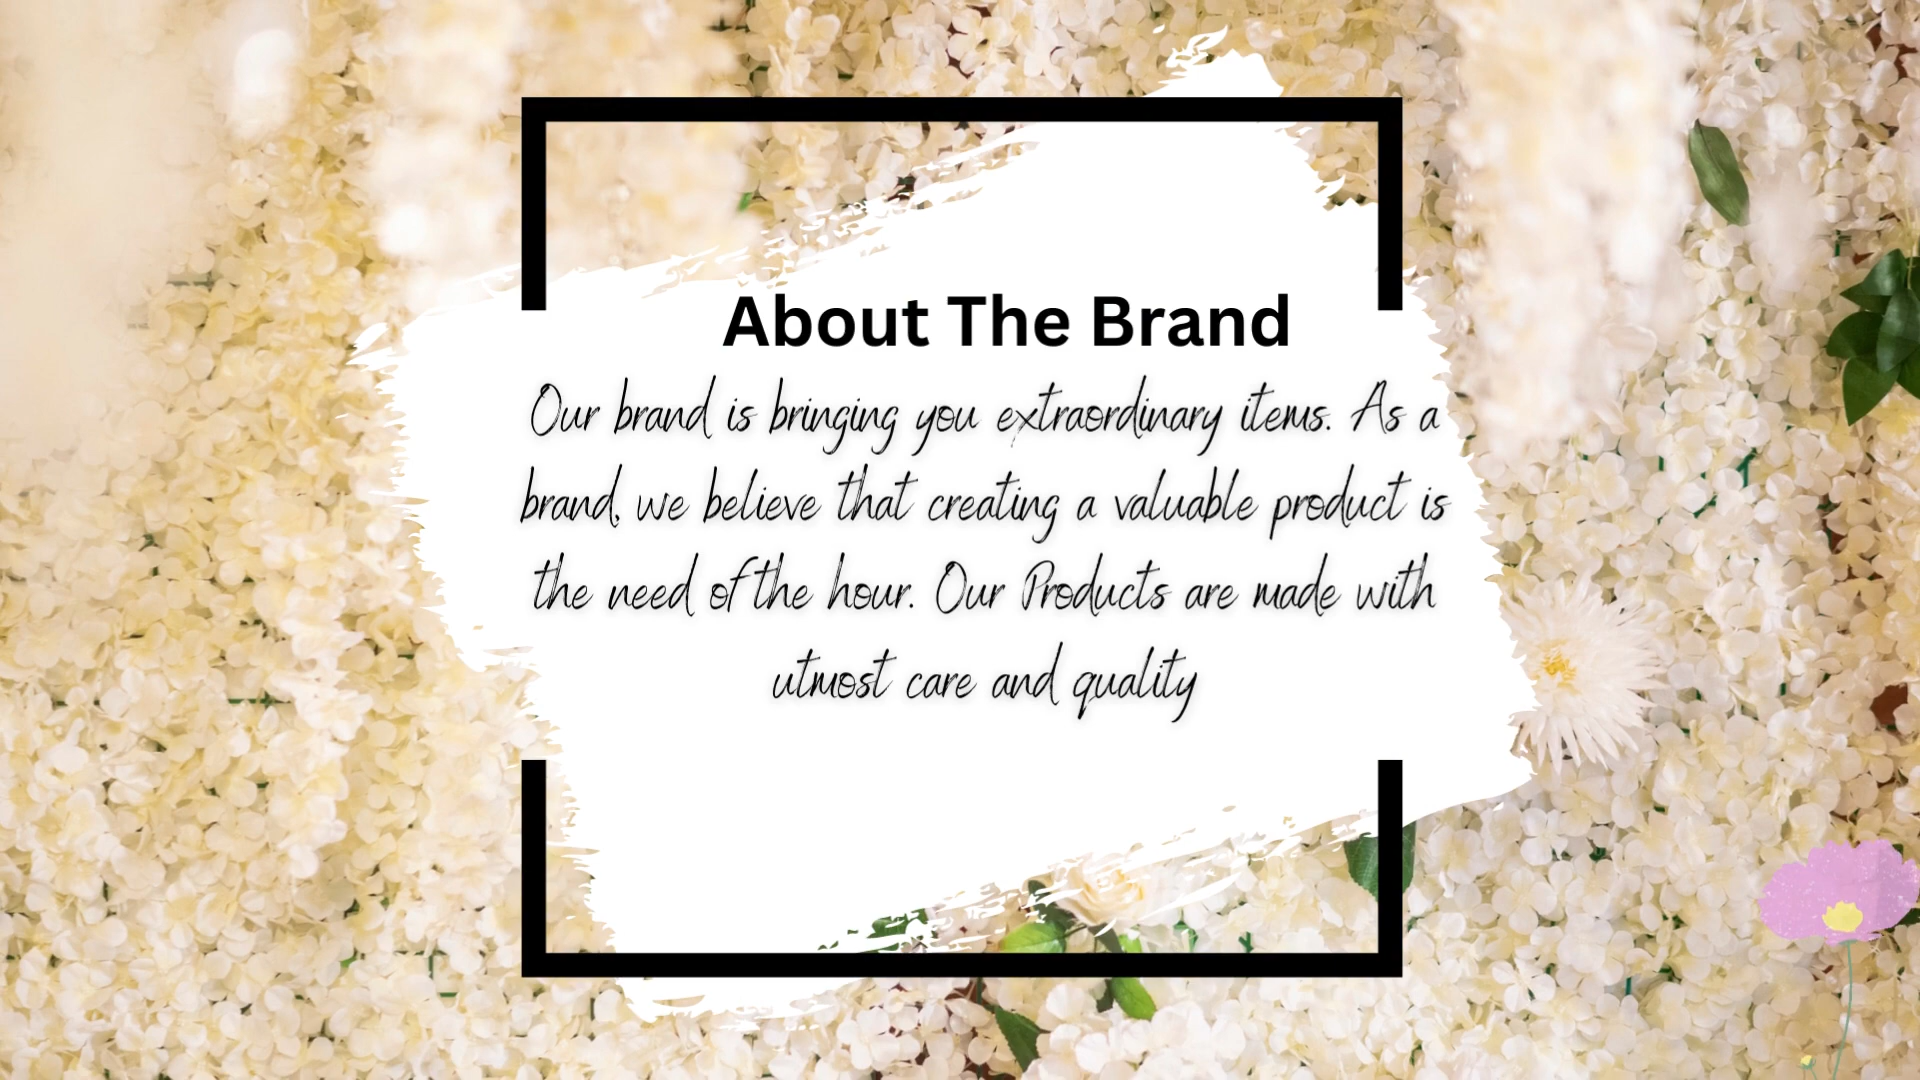 About The Brand
Our brand is bringing you extraordinary items. As a
brand, we believe that creating a valuable product is
the need of the hour. Our Products are made with
utmost care and quality